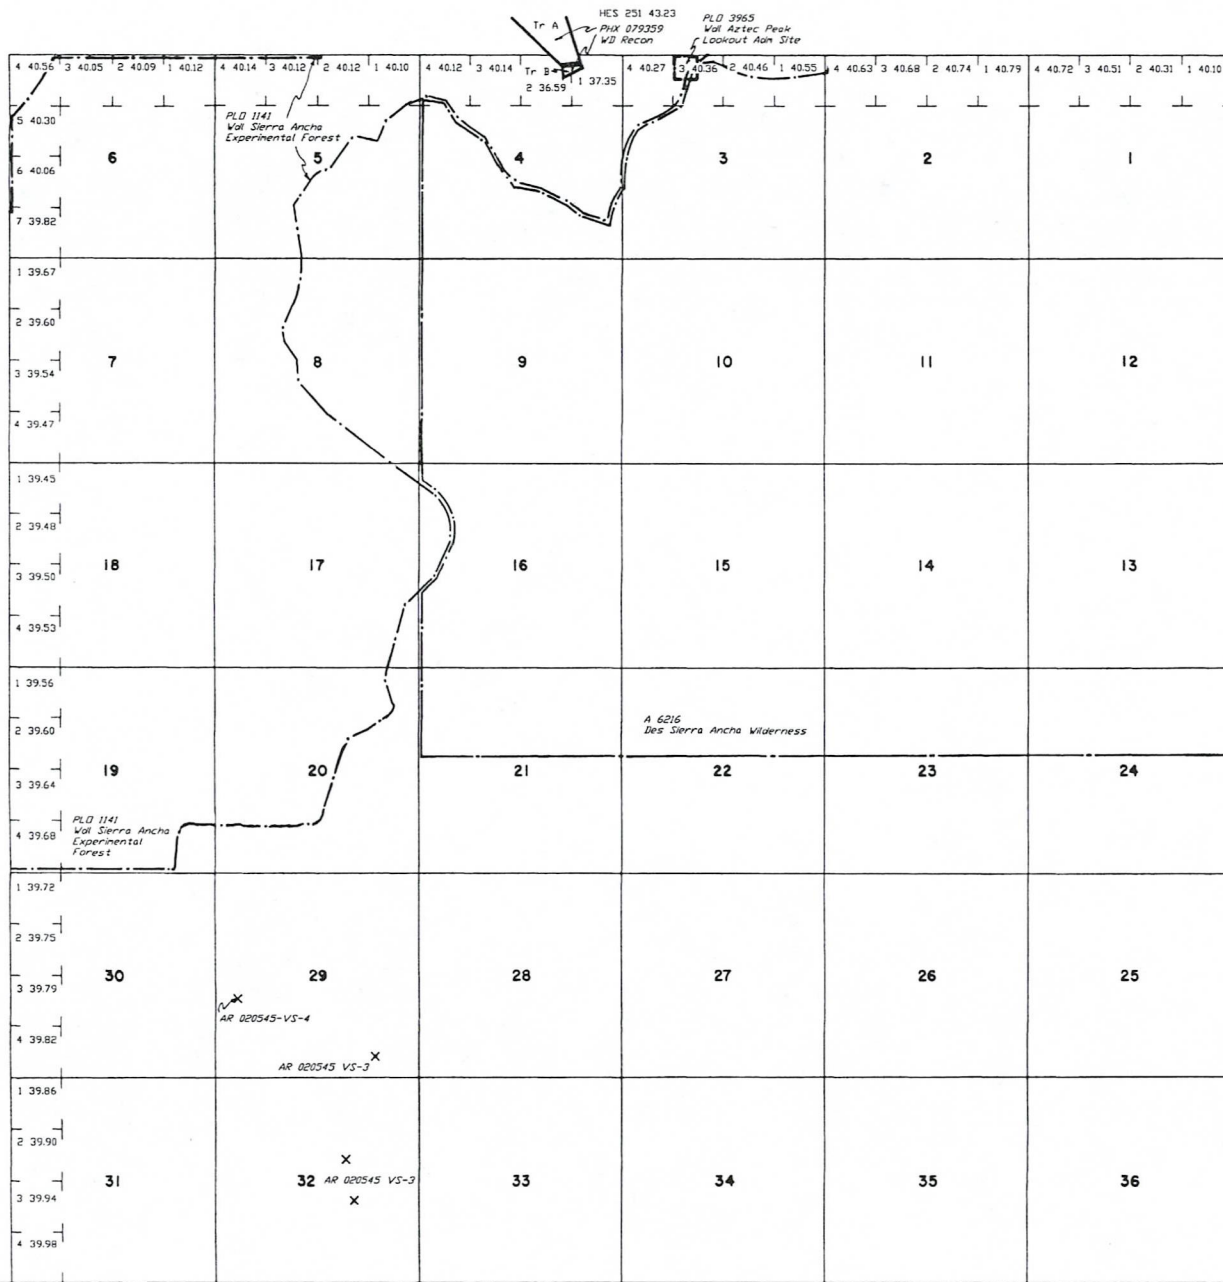 Tr A
HES 251 43.23
PHX 079359
WD Recon
PLO 3965
Wdl Aztec Peak
Lookout Adm Site
4 40.56 3 40.05 2 40.09 1 40.12 4 40.14 3 40.12 2 40.12 1 40.10 4 40.12 3 40.14 Tr B 2 36.59 1 37.35 4 40.27 3 40.36 2 40.46 1 40.55 4 40.63 3 40.68 2 40.74 1 40.79 4 40.72 3 40.51 2 40.31 1 40.10
5 40.30
PLO 1141
Wdl Sierra Ancha
Experimental Forest
6 5 4 3 2 1
6 40.06
7 39.82
1 39.67
2 39.60
7 8 9 10 11 12
3 39.54
4 39.47
1 39.45
2 39.48
18 17 16 15 14 13
3 39.50
4 39.53
1 39.56
2 39.60
A 6216
Des Sierra Ancha Wilderness
19 20 21 22 23 24
3 39.64
4 39.68
PLO 1141
Wdl Sierra Ancha
Experimental
Forest
1 39.72
2 39.75
30 29 28 27 26 25
3 39.79
AR 020545-VS-4
4 39.82
AR 020545 VS-3
1 39.86
2 39.90
31 32 AR 020545 VS-3 33 34 35 36
3 39.94
4 39.98